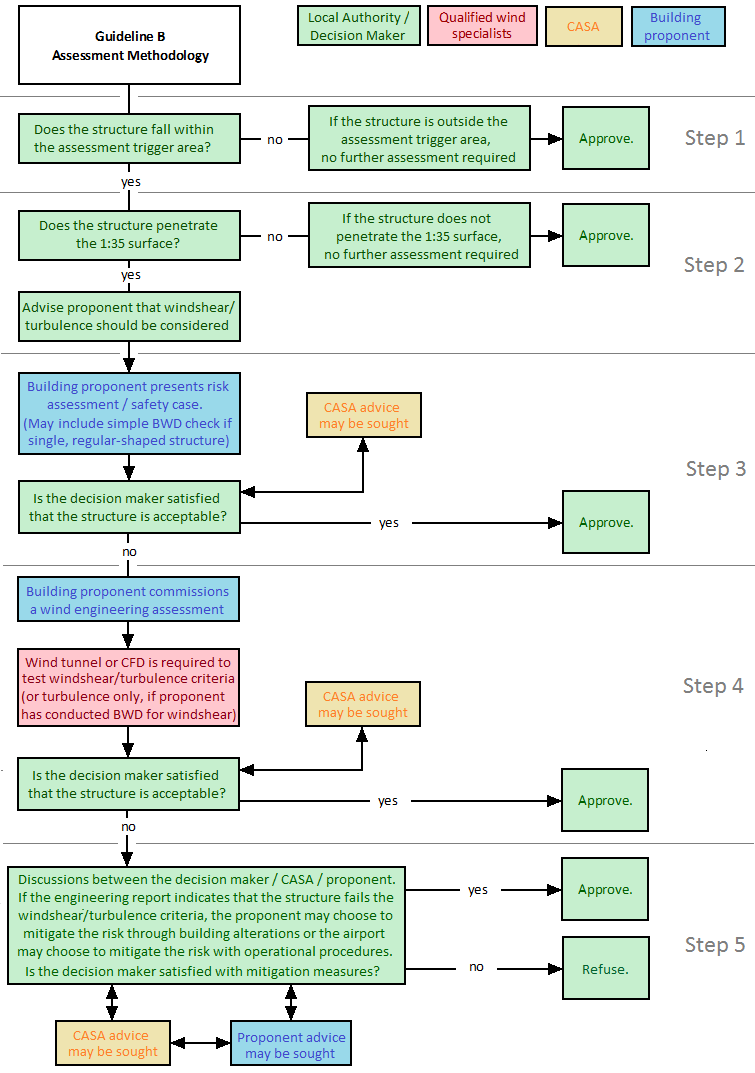 Guideline B
Assessment Methodology
Local Authority /
Decision Maker
Qualified wind
specialists
CASA
Building
proponent
Does the structure fall within
the assessment trigger area?
no
If the structure is outside the
assessment trigger area,
no further assessment required
Approve.
Step 1
yes
Does the structure penetrate
the 1:35 surface?
no
If the structure does not
penetrate the 1:35 surface,
no further assessment required
Approve.
Step 2
yes
Advise proponent that windshear/
turbulence should be considered
Building proponent presents risk
assessment / safety case.
(May include simple BWD check if
single, regular-shaped structure)
CASA advice
may be sought
Step 3
Is the decision maker satisfied
that the structure is acceptable?
yes
Approve.
no
Building proponent commissions
a wind engineering assessment
Wind tunnel or CFD is required to
test windshear/turbulence criteria
(or turbulence only, if proponent
has conducted BWD for windshear)
CASA advice
may be sought
Step 4
Is the decision maker satisfied
that the structure is acceptable?
yes
Approve.
no
Discussions between the decision maker / CASA / proponent.
If the engineering report indicates that the structure fails the
windshear/turbulence criteria, the proponent may choose to
mitigate the risk through building alterations or the airport
may choose to mitigate the risk with operational procedures.
Is the decision maker satisfied with mitigation measures?
yes
Approve.
Step 5
no
Refuse.
CASA advice
may be sought
Proponent advice
may be sought